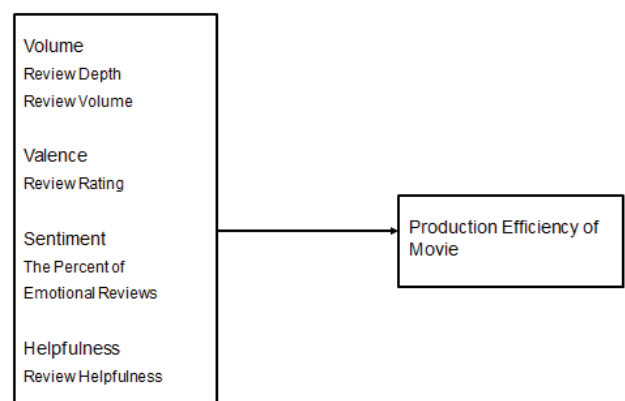 Volume
Review Depth
Review Volume
Valence
Review Rating
Sentiment
The Percent of
Emotional Reviews
Helpfulness
Review Helpfulness
Production Efficiency of
Movie